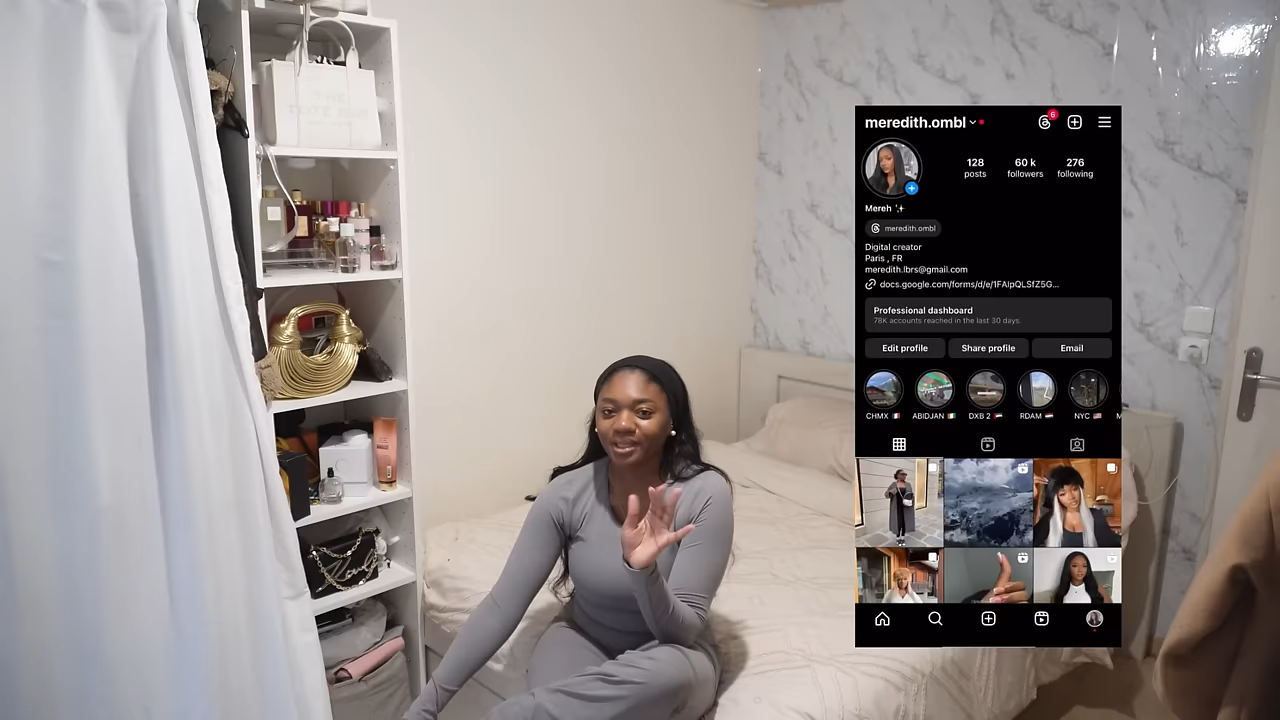 meredith.ombl
6
128
60 k
276
posts
followers
following
Mereh ✨
meredith.ombl
Digital creator
Paris , FR
meredith.lbrs@gmail.com
docs.google.com/forms/d/e/1FAIpQLSfZ5G...
Professional dashboard
78K accounts reached in the last 30 days.
Edit profile
Share profile
Email
CHMX 🇫🇷
ABIDJAN 🇨🇮
DXB 2 🇦🇪
RDAM 🇳🇱
NYC 🇺🇸
M